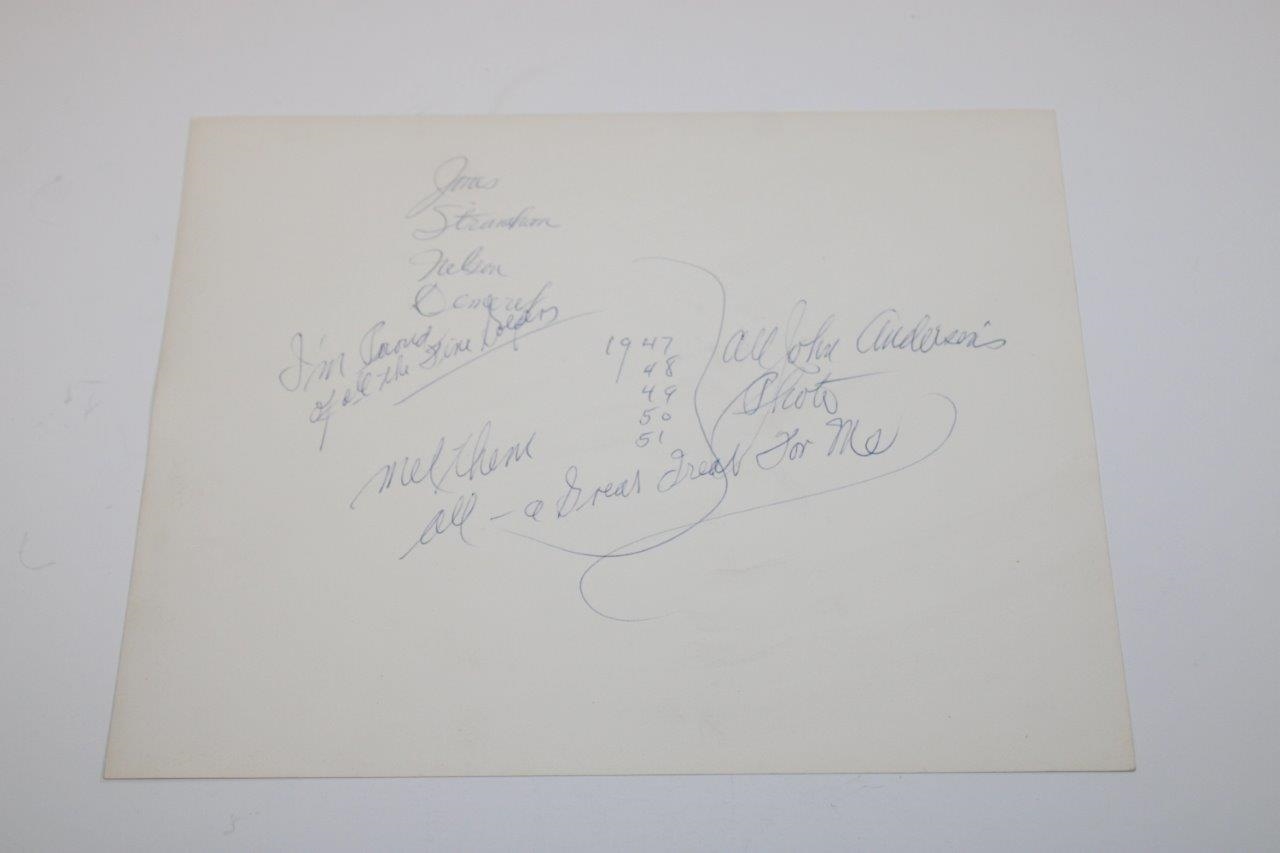 Jones
Stranahan
Nelson
Demaret
I'm Proud
of all the Fine Golfers
1947
48
49
50
51
all John Anderson's
Photo
met them
all - a Great Treat For Me